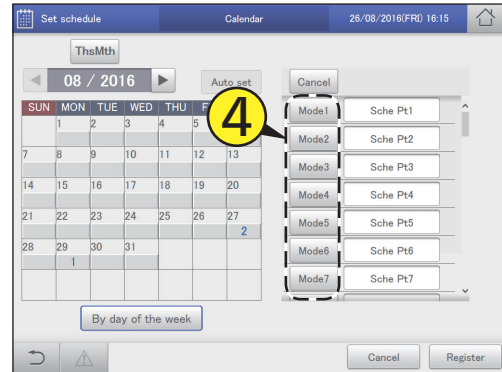 Set schedule Calendar 26/08/2016(FRI) 16:15
ThsMth
08 / 2016 Auto set Cancel
SUN MON TUE WED THU
1 2 3 4 5
7 8 9 10 11 12 13
14 15 16 17 18 19 20
21 22 23 24 25 26 27
2
28 29 30 31
1
By day of the week
4
Mode1 Sche Pt1
Mode2 Sche Pt2
Mode3 Sche Pt3
Mode4 Sche Pt4
Mode5 Sche Pt5
Mode6 Sche Pt6
Mode7 Sche Pt7
Cancel Register